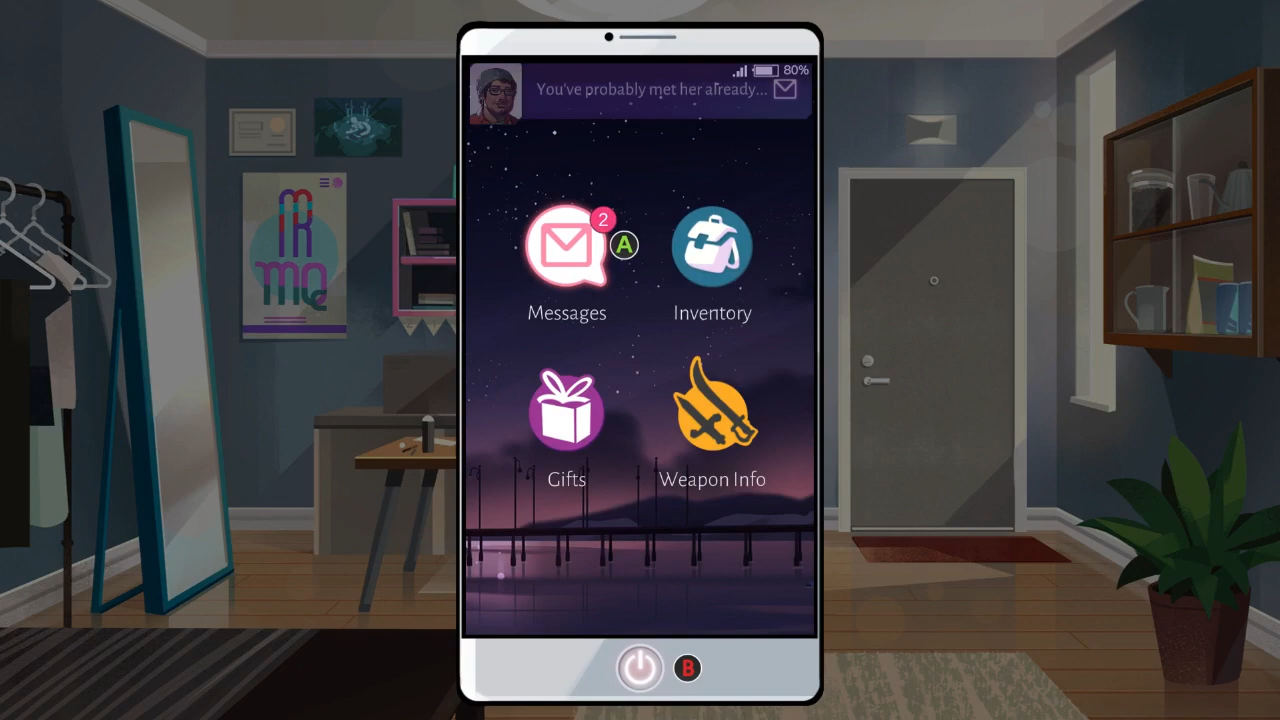 80%
You've probably met her already...
2
A
Messages
Inventory
Gifts
Weapon Info
B